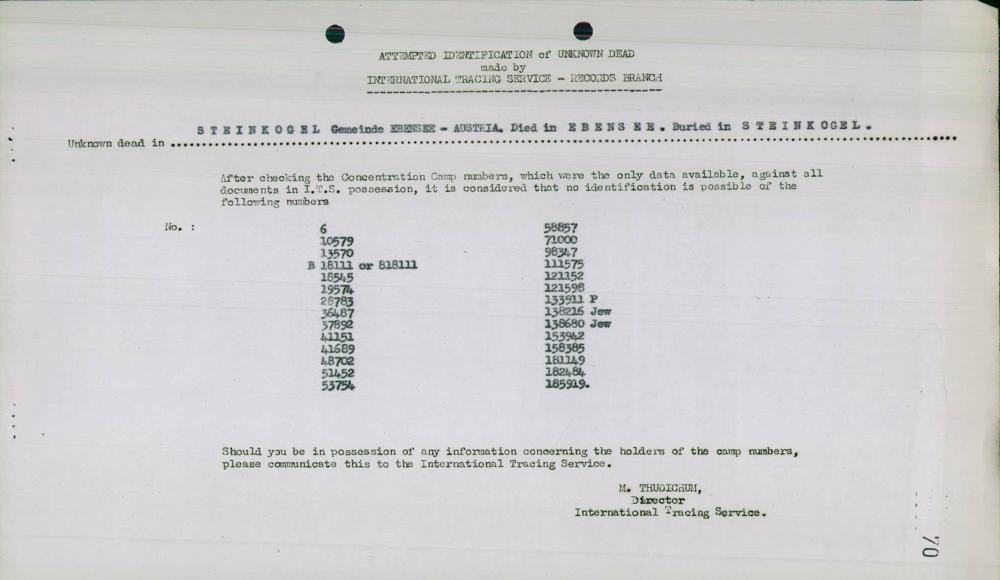 ATTEMPTED IDENTIFICATION of UNKNOWN DEAD
made by
INTERNATIONAL TRACING SERVICE - RECORDS BRANCH
STEINKOGEL Gemeinde EBENSEE - AUSTRIA. Died in EBENSEE. Buried in STEINKOGEL.
Unknown dead in
After checking the Concentration Camp numbers, which were the only data available, against all
documents in I.T.S. possession, it is considered that no identification is possible of the
following numbers
No. :
6
10579
13570
B 18111 or 818111
18545
19574
28783
36487
37892
41151
41689
48702
51452
53754
58857
71000
98347
111575
121152
121598
133911 P
138216 Jew
138680 Jew
153942
158385
181149
182484
185919.
Should you be in possession of any information concerning the holders of the camp numbers,
please communicate this to the International Tracing Service.
M. THUDICHUM,
Director
International Tracing Service.
70